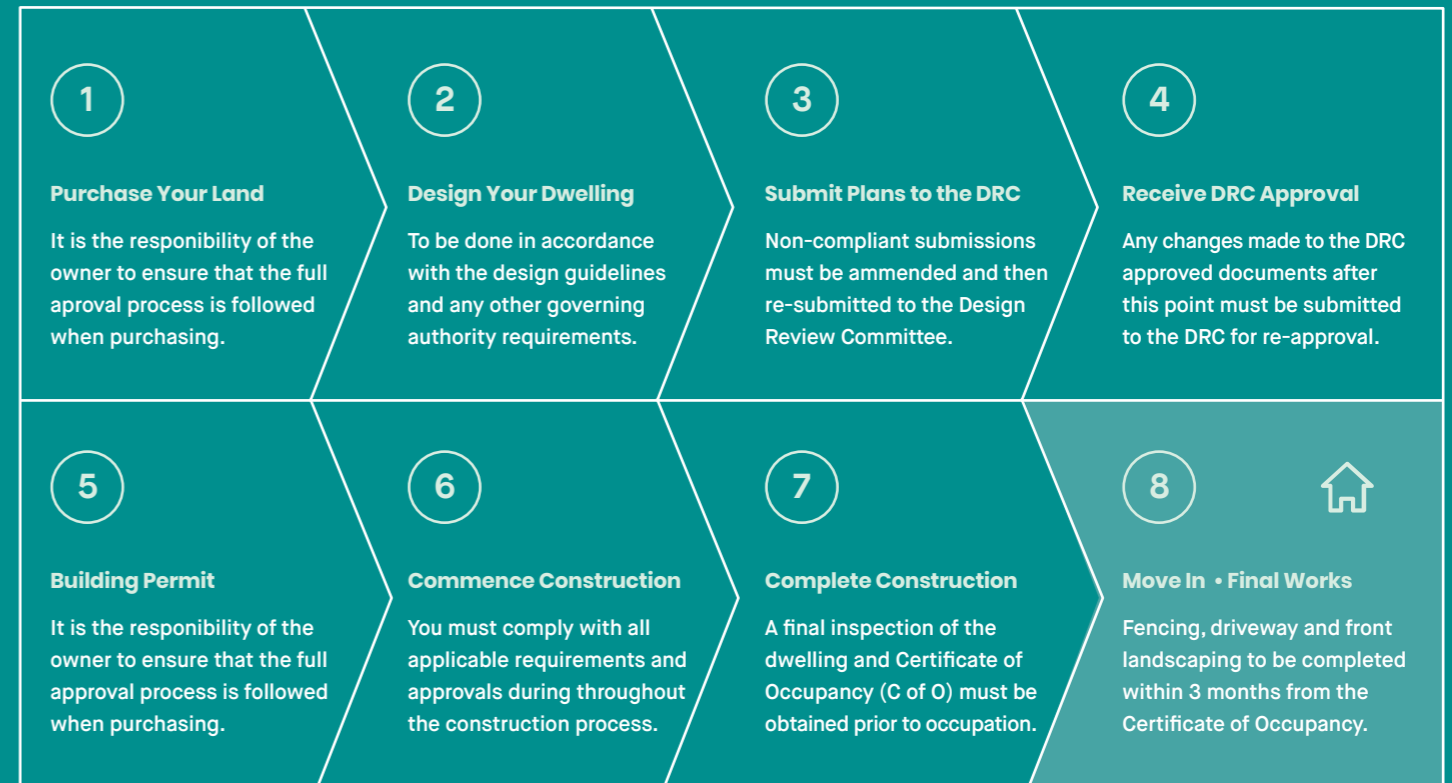 1
Purchase Your Land
It is the responibility of the
owner to ensure that the full
aproval process is followed
when purchasing.
2
Design Your Dwelling
To be done in accordance
with the design guidelines
and any other governing
authority requirements.
3
Submit Plans to the DRC
Non-compliant submissions
must be ammended and then
re-submitted to the Design
Review Committee.
4
Receive DRC Approval
Any changes made to the DRC
approved documents after
this point must be submitted
to the DRC for re-approval.
5
Building Permit
It is the responibility of the
owner to ensure that the full
approval process is followed
when purchasing.
6
Commence Construction
You must comply with all
applicable requirements and
approvals during throughout
the construction process.
7
Complete Construction
A final inspection of the
dwelling and Certificate of
Occupancy (C of O) must be
obtained prior to occupation.
8
Move In • Final Works
Fencing, driveway and front
landscaping to be completed
within 3 months from the
Certificate of Occupancy.